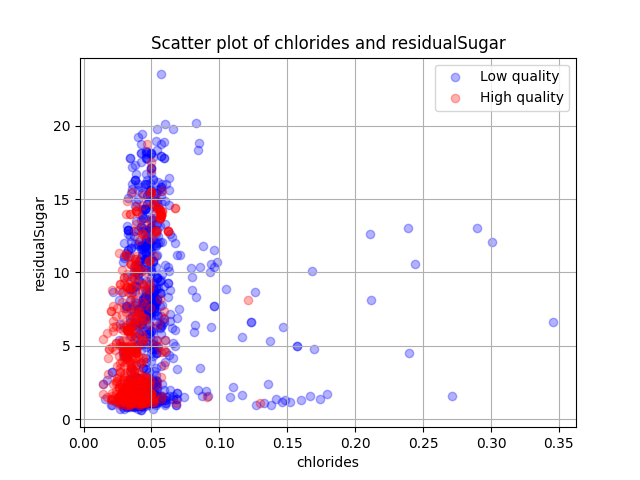 Scatter plot of chlorides and residualSugar
Low quality
High quality
20
15
10
5
0
residualSugar
0.00 0.05 0.10 0.15 0.20 0.25 0.30 0.35
chlorides